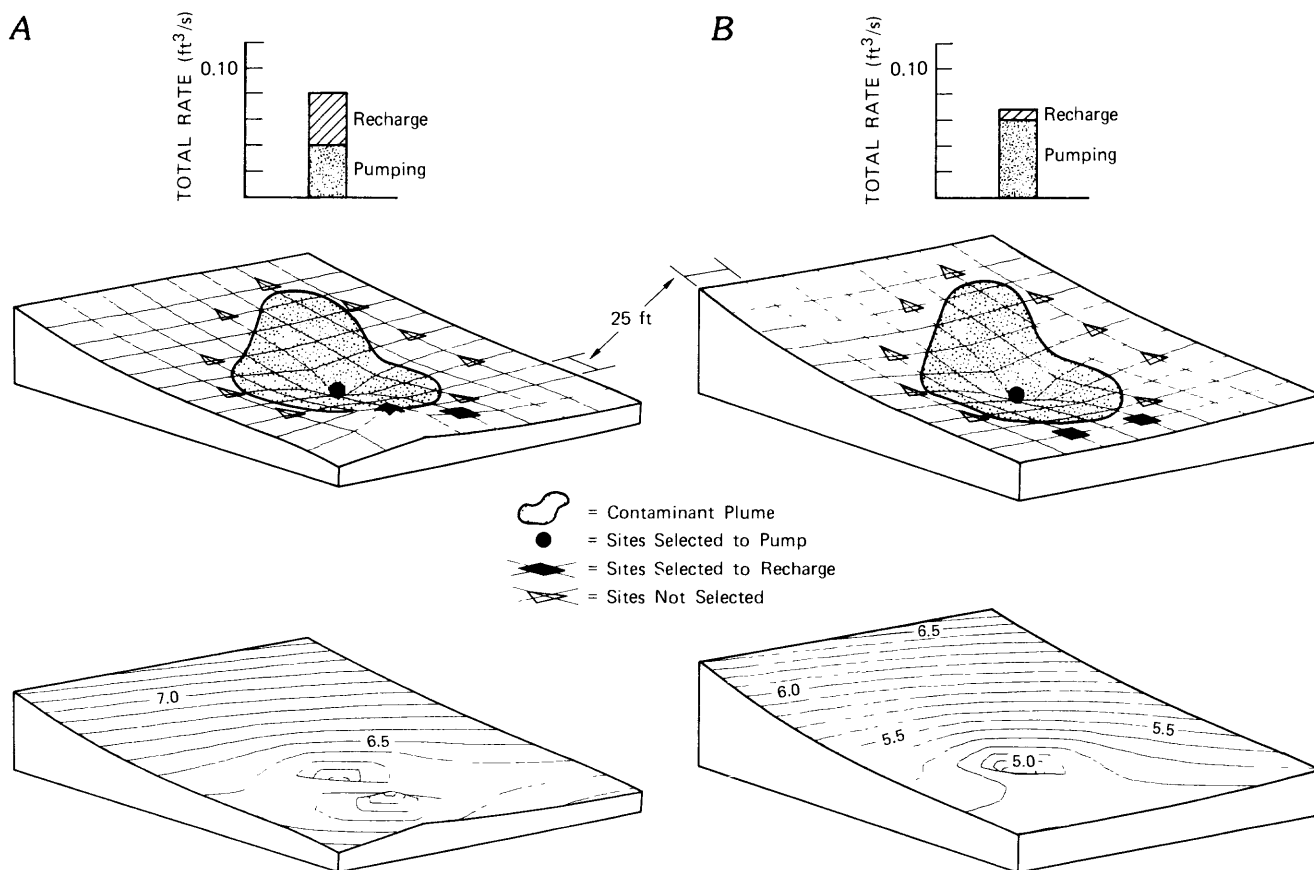 A
TOTAL RATE (ft³/s)
0.10
Recharge
Pumping
B
TOTAL RATE (ft³/s)
0.10
Recharge
Pumping
25 ft
= Contaminant Plume
= Sites Selected to Pump
= Sites Selected to Recharge
= Sites Not Selected
7.0
6.5
6.5
6.0
5.5
5.5
5.0